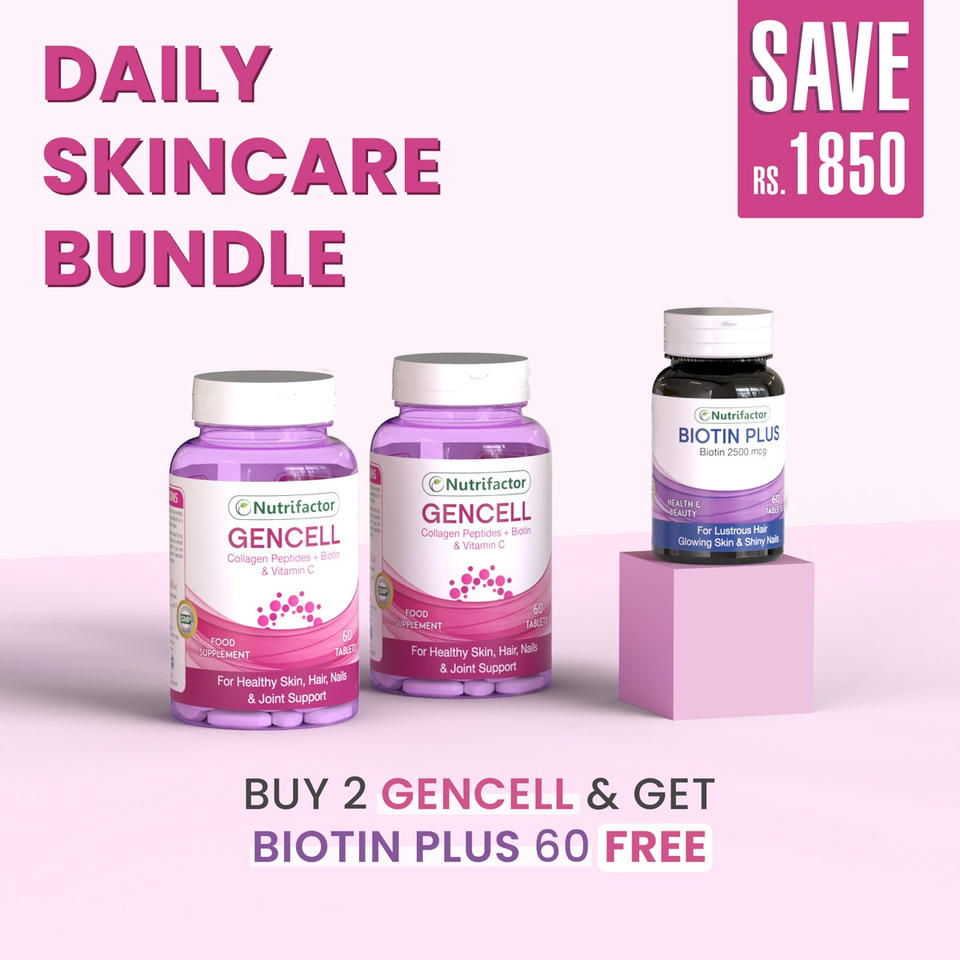 DAILY
SKINCARE
BUNDLE
SAVE
RS.1850
Nutrifactor
GENCELL
Collagen Peptides + Biotin
& Vitamin C
GMP
FOOD
SUPPLEMENT
60
TABLETS
For Healthy Skin, Hair, Nails
& Joint Support
Nutrifactor
GENCELL
Collagen Peptides + Biotin
& Vitamin C
FOOD
SUPPLEMENT
60
TABLETS
For Healthy Skin, Hair, Nails
& Joint Support
Nutrifactor
BIOTIN PLUS
Biotin 2500 mcg
HEALTH &
BEAUTY
60
TABLETS
For Lustrous Hair
Glowing Skin & Shiny Nails
BUY 2 GENCELL & GET
BIOTIN PLUS 60 FREE